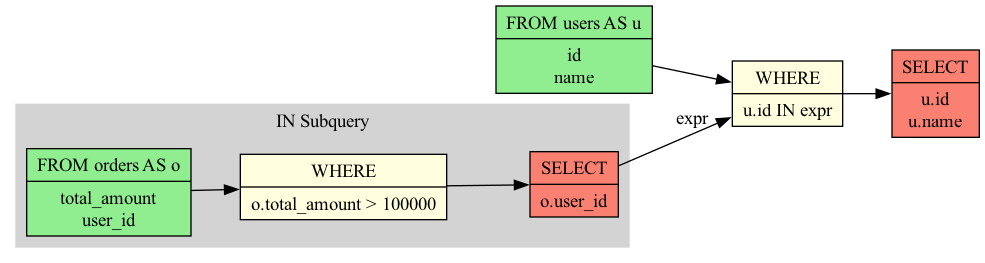 FROM users AS u
id
name
WHERE
u.id IN expr
SELECT
u.id
u.name
expr
IN Subquery
FROM orders AS o
total_amount
user_id
WHERE
o.total_amount > 100000
SELECT
o.user_id